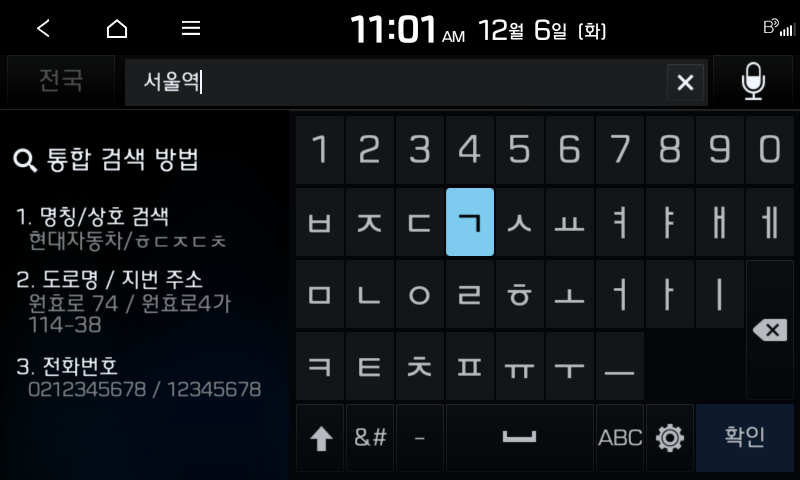 11:01 AM 12월 6일 (화) B
전국 서울역
통합 검색 방법
1. 명칭/상호 검색
현대자동차/ㅎㄷㅈㄷㅊ
2. 도로명 / 지번 주소
원효로 74 / 원효로4가
114-38
3. 전화번호
0212345678 / 12345678
1 2 3 4 5 6 7 8 9 0
ㅂ ㅈ ㄷ ㄱ ㅅ ㅛ ㅕ ㅑ ㅐ ㅔ
ㅁ ㄴ ㅇ ㄹ ㅎ ㅗ ㅓ ㅏ ㅣ
ㅋ ㅌ ㅊ ㅍ ㅠ ㅜ ㅡ
&# - ABC 확인